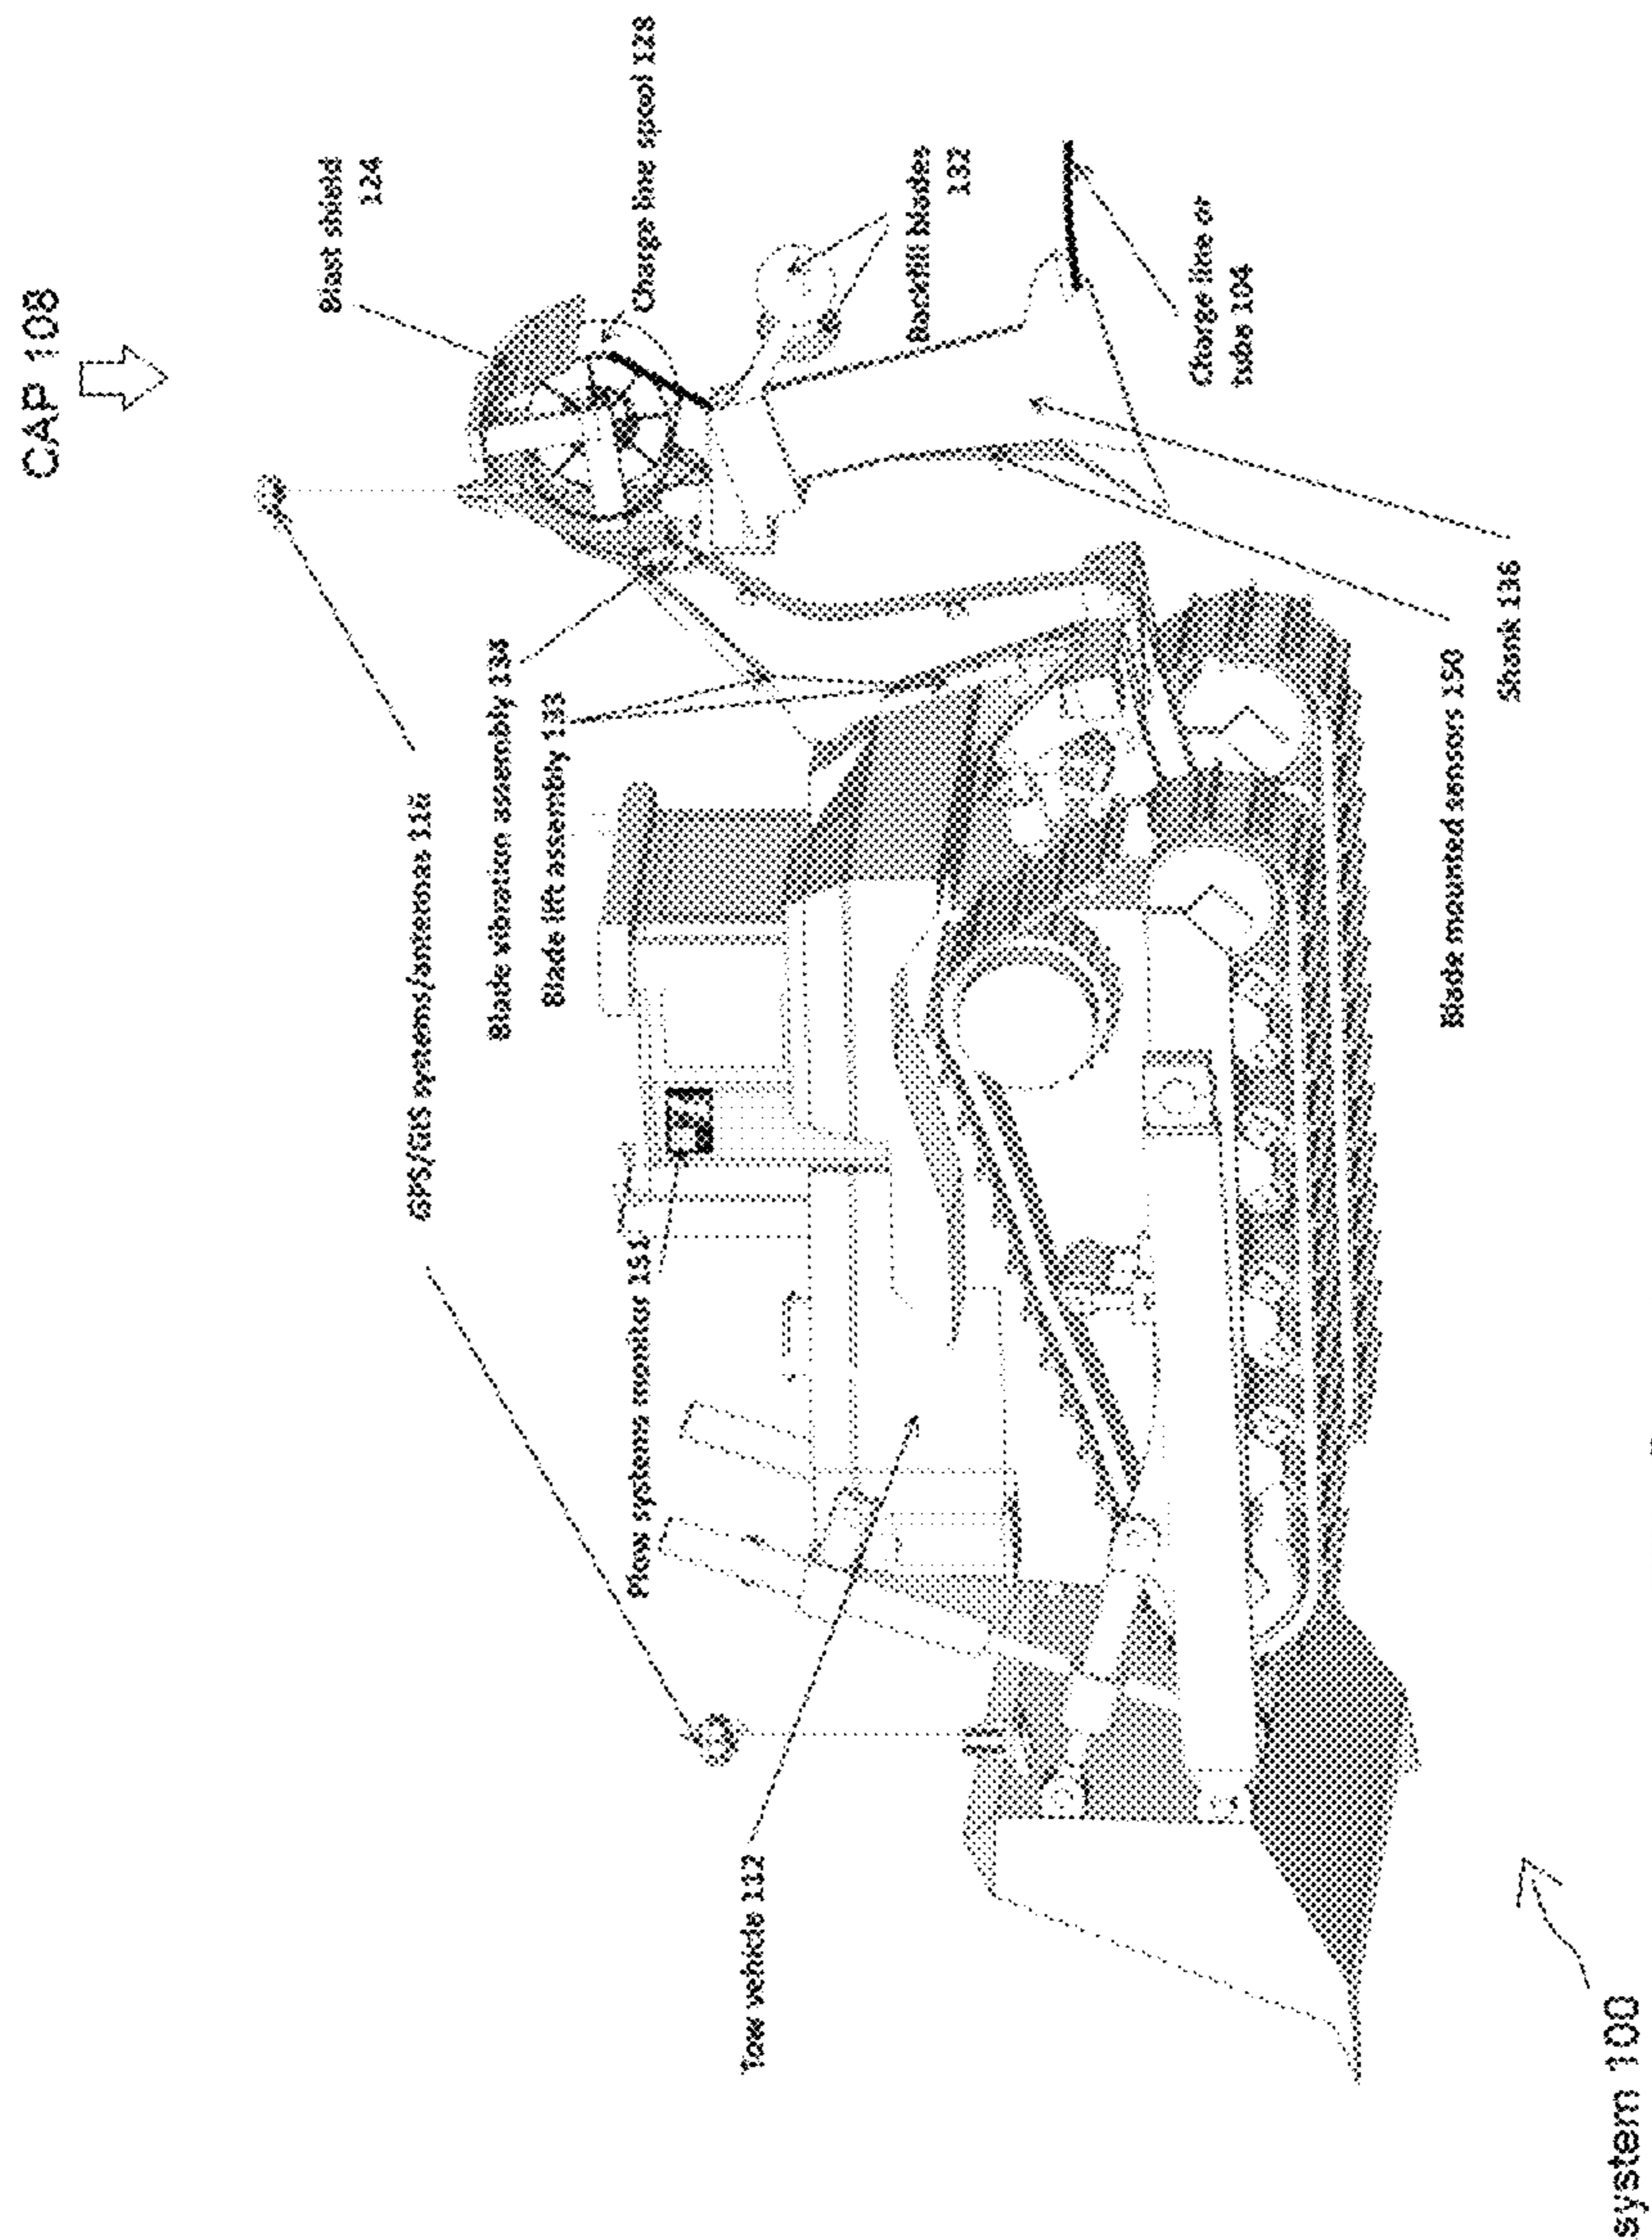 CAP 108
Blast shield
124
Charge line spool 128
GPS/GIS systems/antennas 116
Blade vibration assembly 134
Blade lift assembly 133
Backfill blades
132
Plow systems monitor 151
Charge line or
tube 104
Tow vehicle 112
Blade mounted sensors 150
Shank 136
system 100